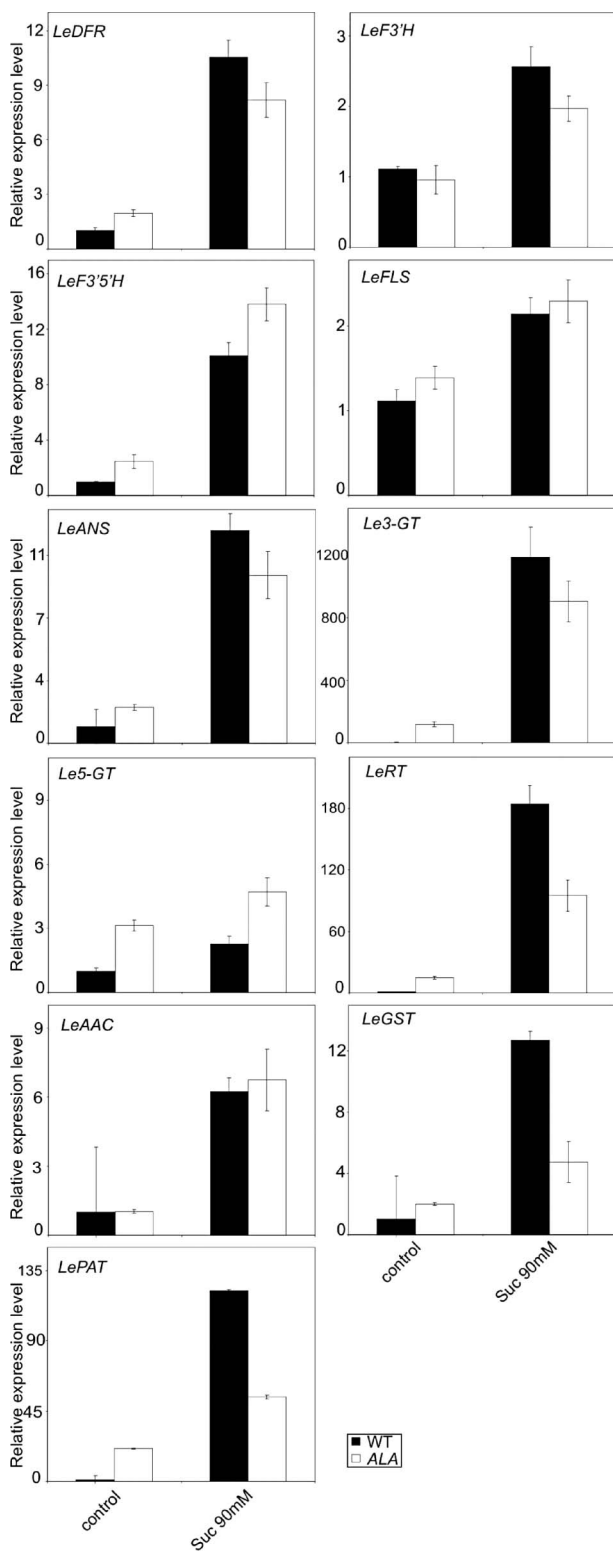 LeDFR
Relative expression level
12
9
6
3
0
LeF3'H
3
2
1
0
LeF3'5'H
Relative expression level
16
12
8
4
0
LeFLS
2
1
0
LeANS
Relative expression level
11
7
4
0
Le3-GT
1200
800
400
0
Le5-GT
Relative expression level
9
6
3
0
LeRT
180
120
60
0
LeAAC
Relative expression level
9
6
3
0
LeGST
12
8
4
0
control
Suc 90mM
LePAT
Relative expression level
135
90
45
0
control
Suc 90mM
WT
ALA